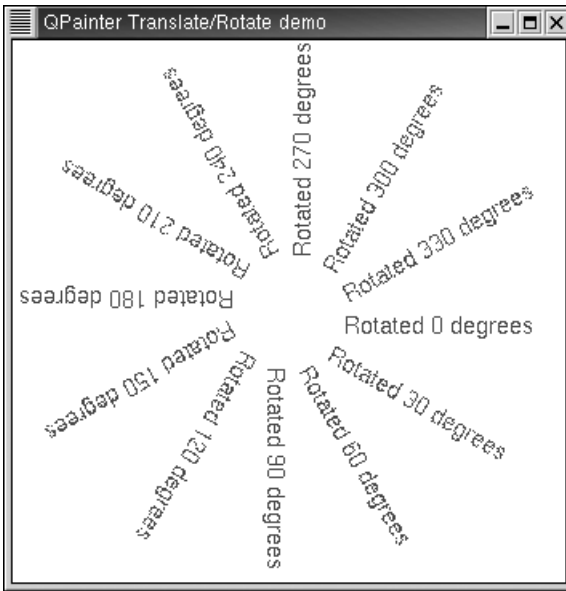 QPainter Translate/Rotate demo
Rotated 0 degrees
Rotated 30 degrees
Rotated 60 degrees
Rotated 90 degrees
Rotated 120 degrees
Rotated 150 degrees
Rotated 180 degrees
Rotated 210 degrees
Rotated 240 degrees
Rotated 270 degrees
Rotated 300 degrees
Rotated 330 degrees